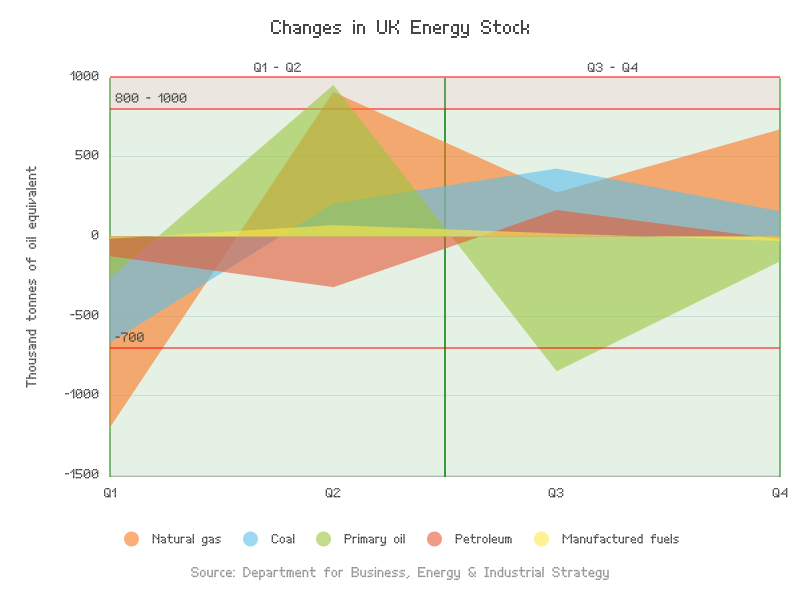 Changes in UK Energy Stock
Q1 - Q2 Q3 - Q4
1000
800 - 1000
500
0
-500
-700
-1000
-1500
Thousand tonnes of oil equivalent
Q1 Q2 Q3 Q4
Natural gas Coal Primary oil Petroleum Manufactured fuels
Source: Department for Business, Energy & Industrial Strategy